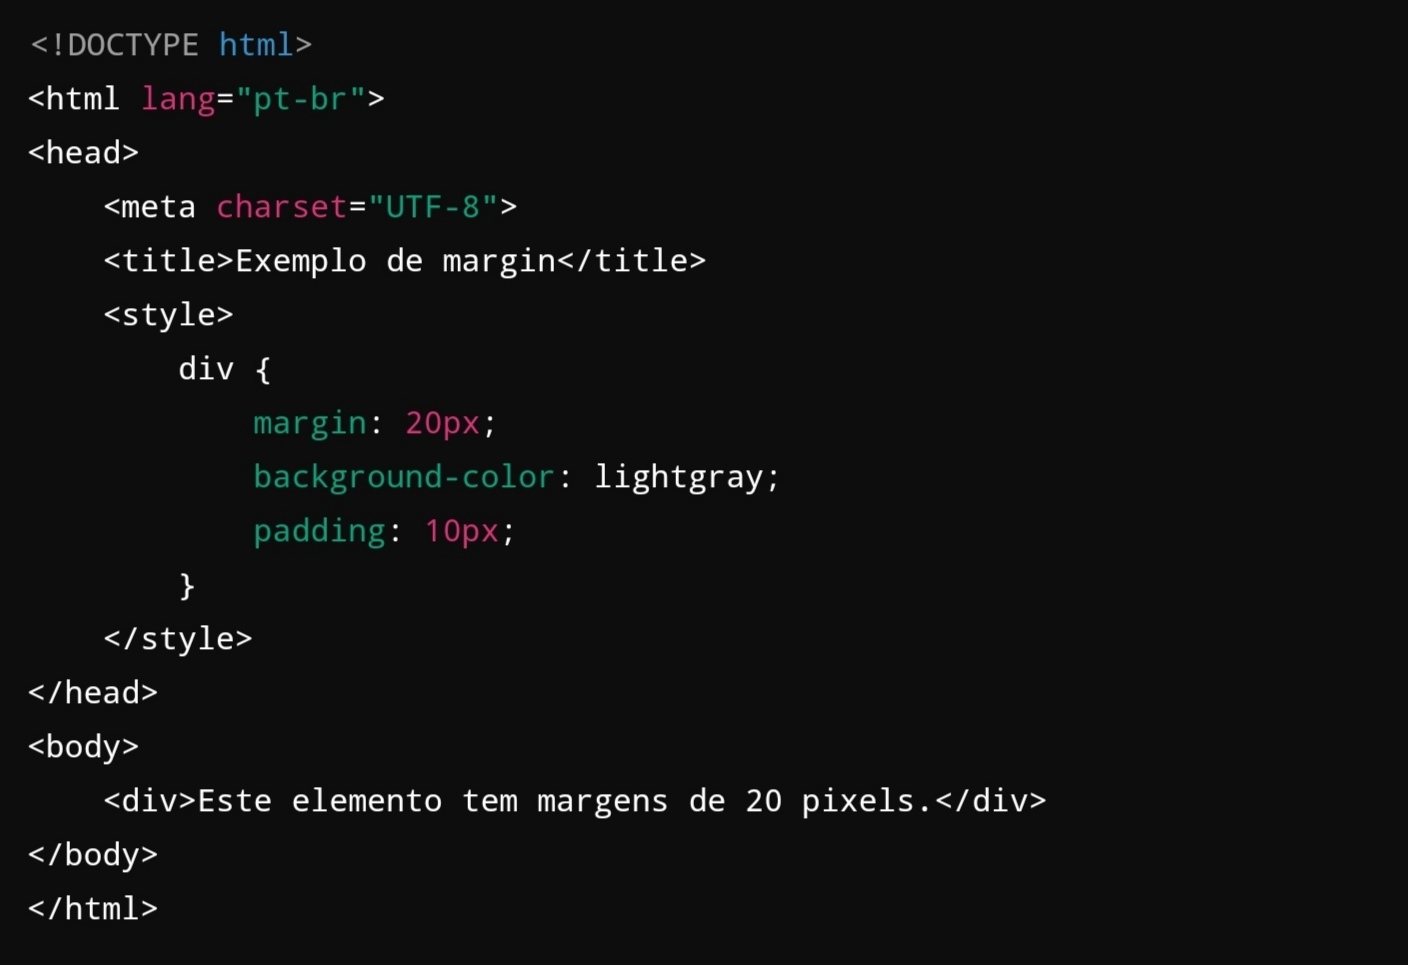 <!DOCTYPE html>
<html lang="pt-br">
<head>
    <meta charset="UTF-8">
    <title>Exemplo de margin</title>
    <style>
        div {
            margin: 20px;
            background-color: lightgray;
            padding: 10px;
        }
    </style>
</head>
<body>
    <div>Este elemento tem margens de 20 pixels.</div>
</body>
</html>